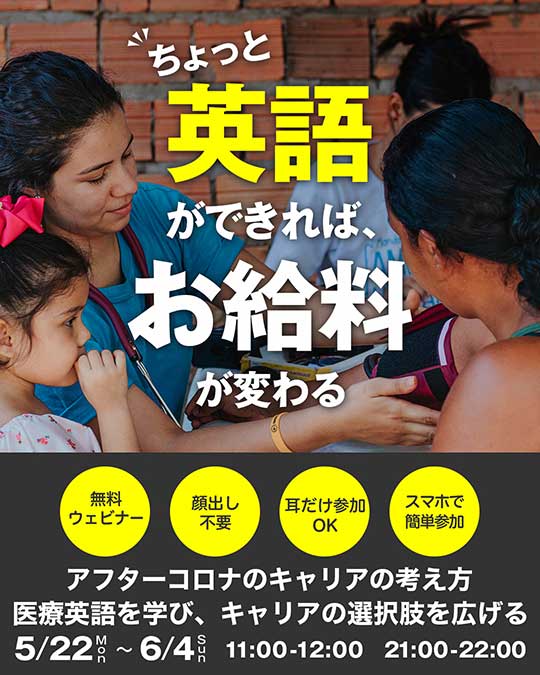 ちょっと
英語
ができれば、
お給料
が変わる
無料
ウェビナー
顔出し
不要
耳だけ参加
OK
スマホで
簡単参加
アフターコロナのキャリアの考え方
医療英語を学び、キャリアの選択肢を広げる
5/22 Mon ～ 6/4 Sun 11:00-12:00 21:00-22:00